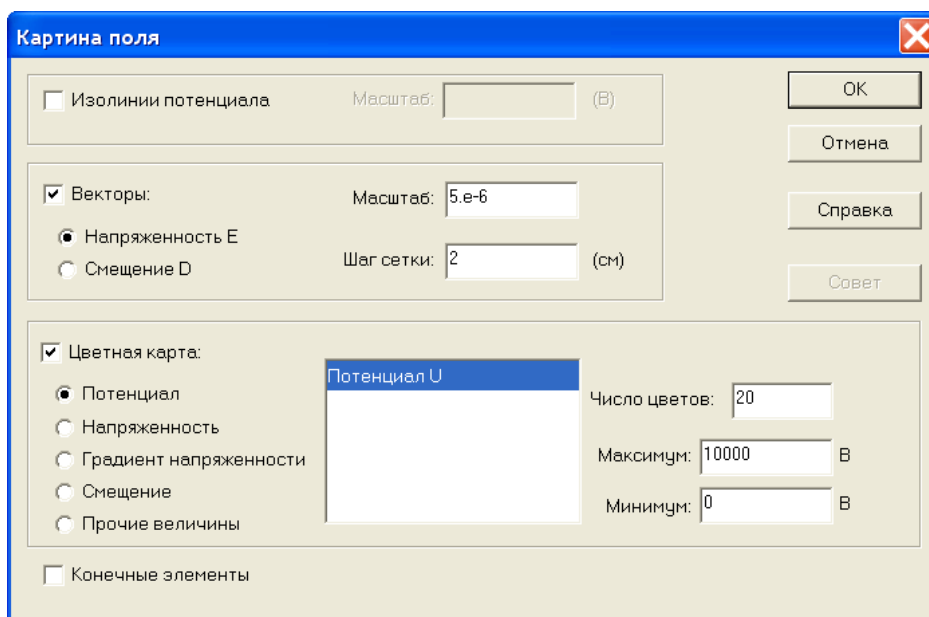 Картина поля
Изолинии потенциала Масштаб: (В) OK
Отмена
Векторы: Масштаб: 5.e-6 Справка
Напряженность E
Шаг сетки: 2 (см)
Смещение D Совет
Цветная карта:
Потенциал U
Потенциал Число цветов: 20
Напряженность
Градиент напряженности Максимум: 10000 В
Смещение
Минимум: 0 В
Прочие величины
Конечные элементы